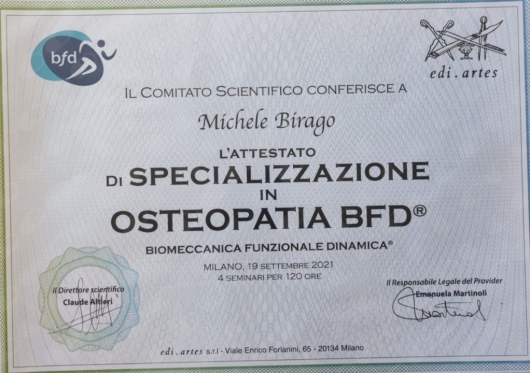 bfd
edi.artes
IL COMITATO SCIENTIFICO CONFERISCE A
Michele Birago
L'ATTESTATO
DI SPECIALIZZAZIONE
IN
OSTEOPATIA BFD®
BIOMECCANICA FUNZIONALE DINAMICA®
MILANO, 19 SETTEMBRE 2021
4 SEMINARI PER 120 ORE
Il Direttore scientifico
Claude Altieri
Il Responsabile Legale del Provider
Emanuela Martinoli
edi.artes s.r.l - Viale Enrico Forlanini, 65 - 20134 Milano